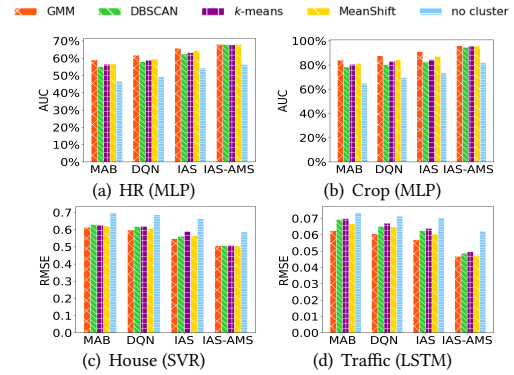 GMM DBSCAN k-means MeanShift no cluster
70%
60%
50%
40%
30%
20%
10%
0%
AUC
MAB DQN IAS IAS-AMS
(a) HR (MLP)
100%
80%
60%
40%
20%
0%
AUC
MAB DQN IAS IAS-AMS
(b) Crop (MLP)
0.7
0.6
0.5
0.4
0.3
0.2
0.1
0.0
RMSE
MAB DQN IAS IAS-AMS
(c) House (SVR)
0.07
0.06
0.05
0.04
0.03
0.02
0.01
0.00
RMSE
MAB DQN IAS IAS-AMS
(d) Traffic (LSTM)